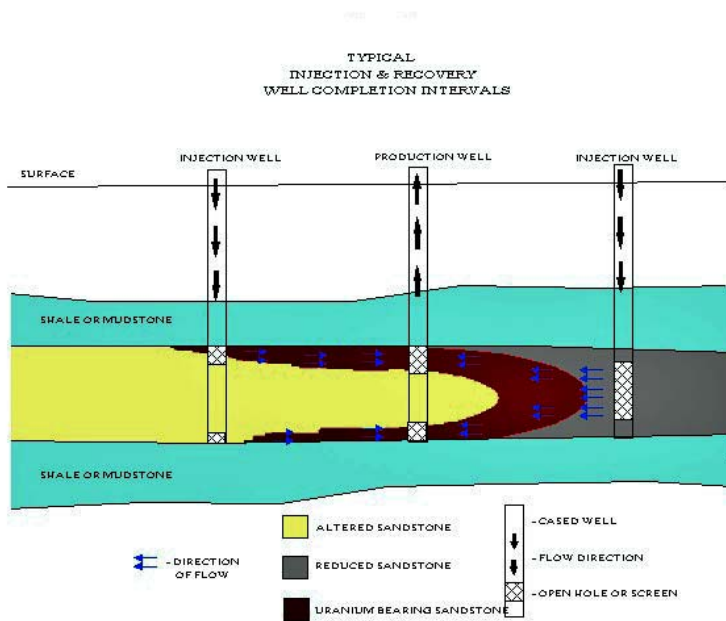 TYPICAL
INJECTION & RECOVERY
WELL COMPLETION INTERVALS
INJECTION WELL
PRODUCTION WELL
INJECTION WELL
SURFACE
SHALE OR MUDSTONE
SHALE OR MUDSTONE
ALTERED SANDSTONE
REDUCED SANDSTONE
URANIUM BEARING SANDSTONE
- DIRECTION
OF FLOW
- CASED WELL
- FLOW DIRECTION
- OPEN HOLE OR SCREEN